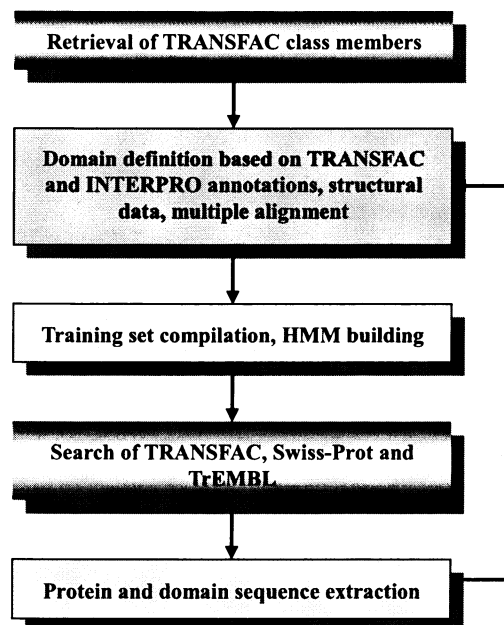 Retrieval of TRANSFAC class members
Domain definition based on TRANSFAC
and INTERPRO annotations, structural
data, multiple alignment
Training set compilation, HMM building
Search of TRANSFAC, Swiss-Prot and
TrEMBL
Protein and domain sequence extraction